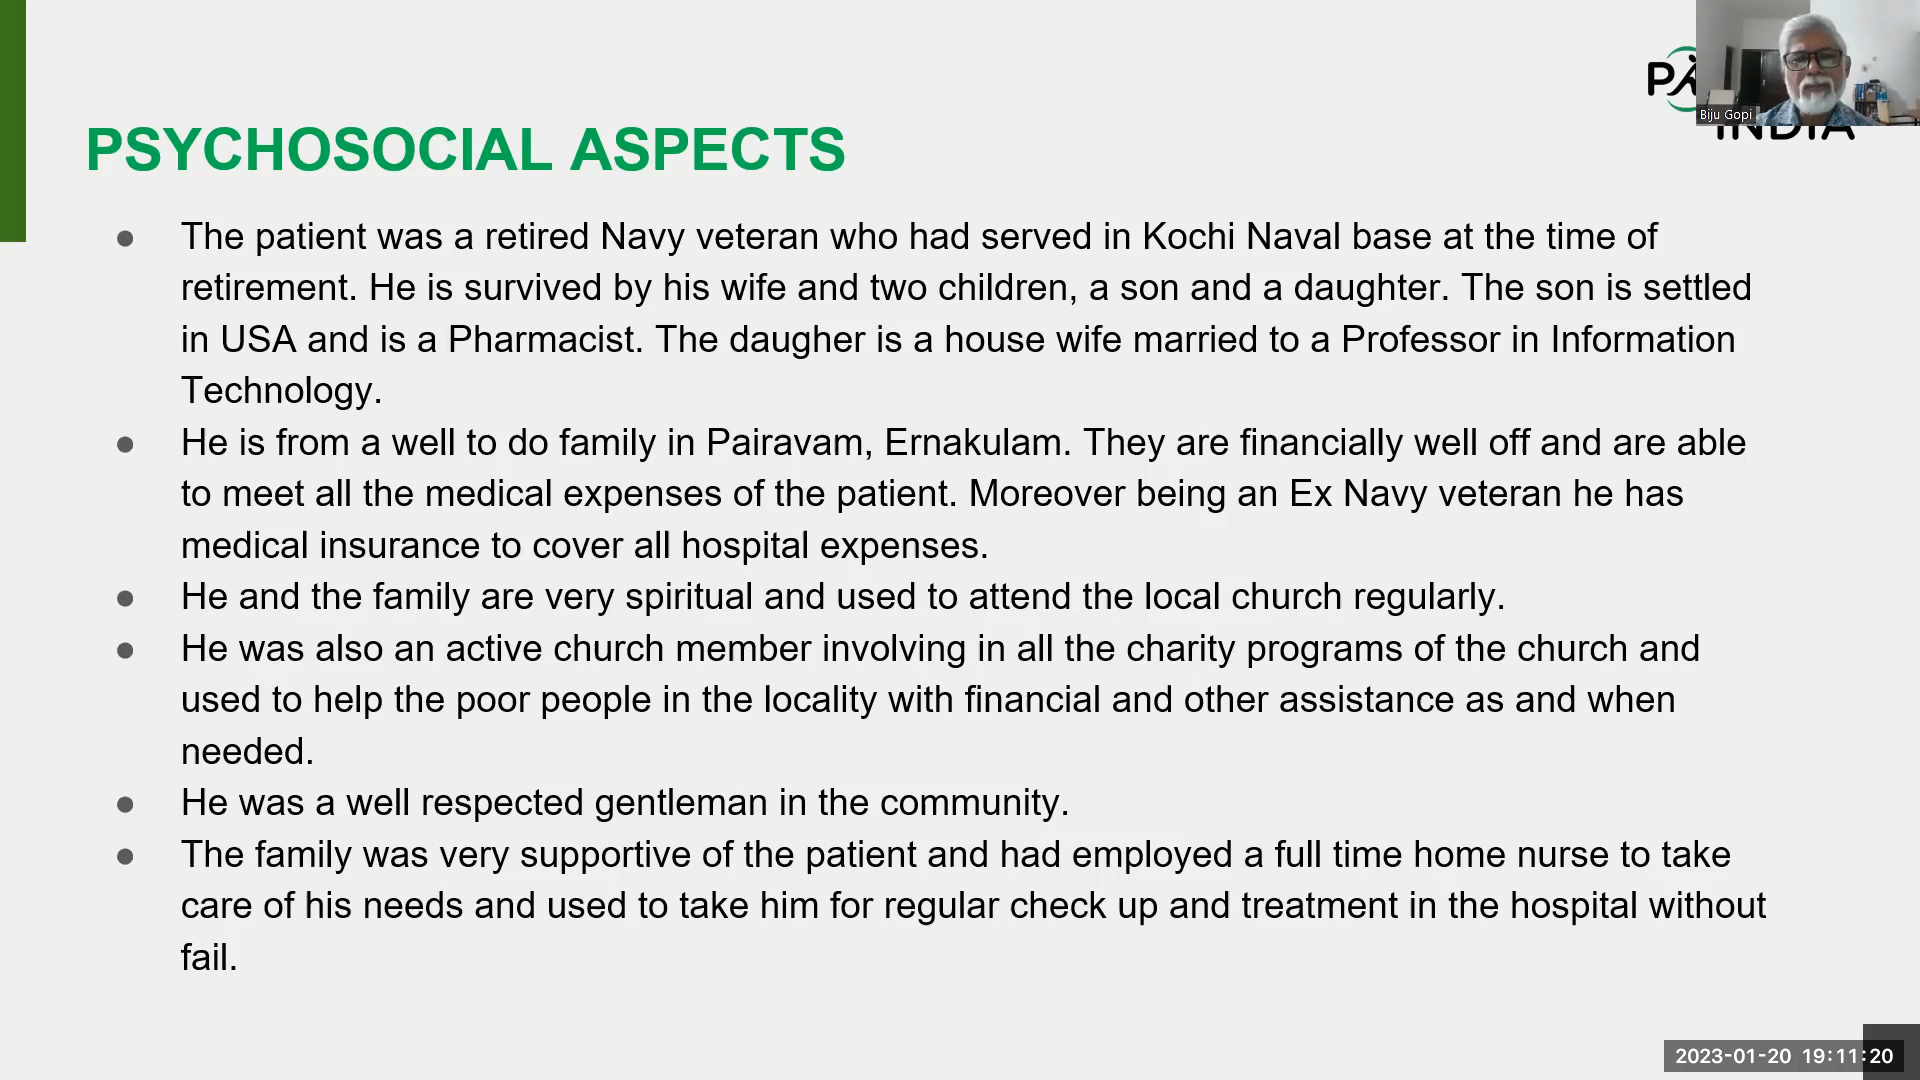 PSYCHOSOCIAL ASPECTS
● The patient was a retired Navy veteran who had served in Kochi Naval base at the time of
retirement. He is survived by his wife and two children, a son and a daughter. The son is settled
in USA and is a Pharmacist. The daugher is a house wife married to a Professor in Information
Technology.
● He is from a well to do family in Pairavam, Ernakulam. They are financially well off and are able
to meet all the medical expenses of the patient. Moreover being an Ex Navy veteran he has
medical insurance to cover all hospital expenses.
● He and the family are very spiritual and used to attend the local church regularly.
● He was also an active church member involving in all the charity programs of the church and
used to help the poor people in the locality with financial and other assistance as and when
needed.
● He was a well respected gentleman in the community.
● The family was very supportive of the patient and had employed a full time home nurse to take
care of his needs and used to take him for regular check up and treatment in the hospital without
fail.
Biju Gopi
INDIA
2023-01-20 19:11:20